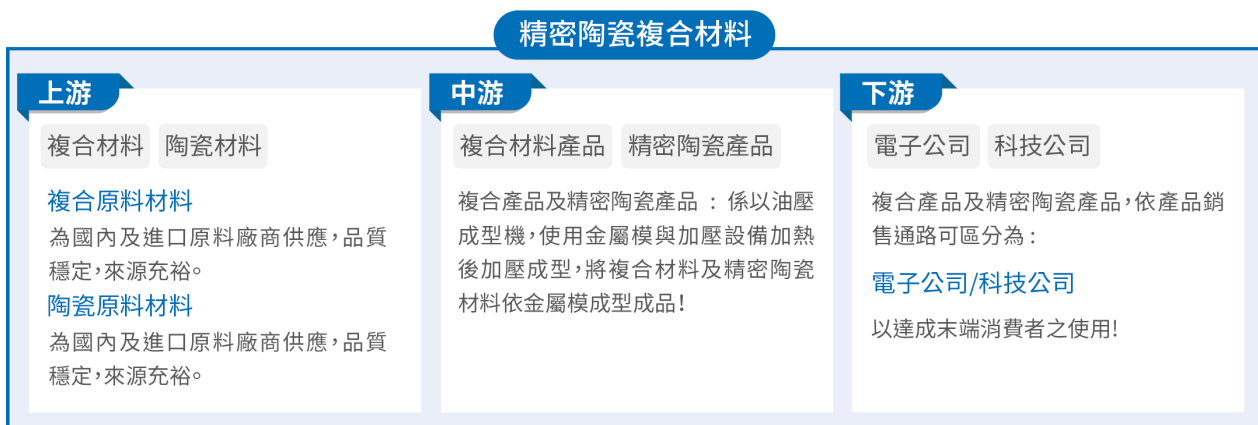 精密陶瓷複合材料
上游
複合材料 陶瓷材料
複合原料材料
為國內及進口原料廠商供應，品質
穩定，來源充裕。
陶瓷原料材料
為國內及進口原料廠商供應，品質
穩定，來源充裕。
中游
複合材料產品 精密陶瓷產品
複合產品及精密陶瓷產品 : 係以油壓
成型機，使用金屬模與加壓設備加熱
後加壓成型，將複合材料及精密陶瓷
材料依金屬模成型成品!
下游
電子公司 科技公司
複合產品及精密陶瓷產品，依產品銷
售通路可區分為 :
電子公司/科技公司
以達成末端消費者之使用!